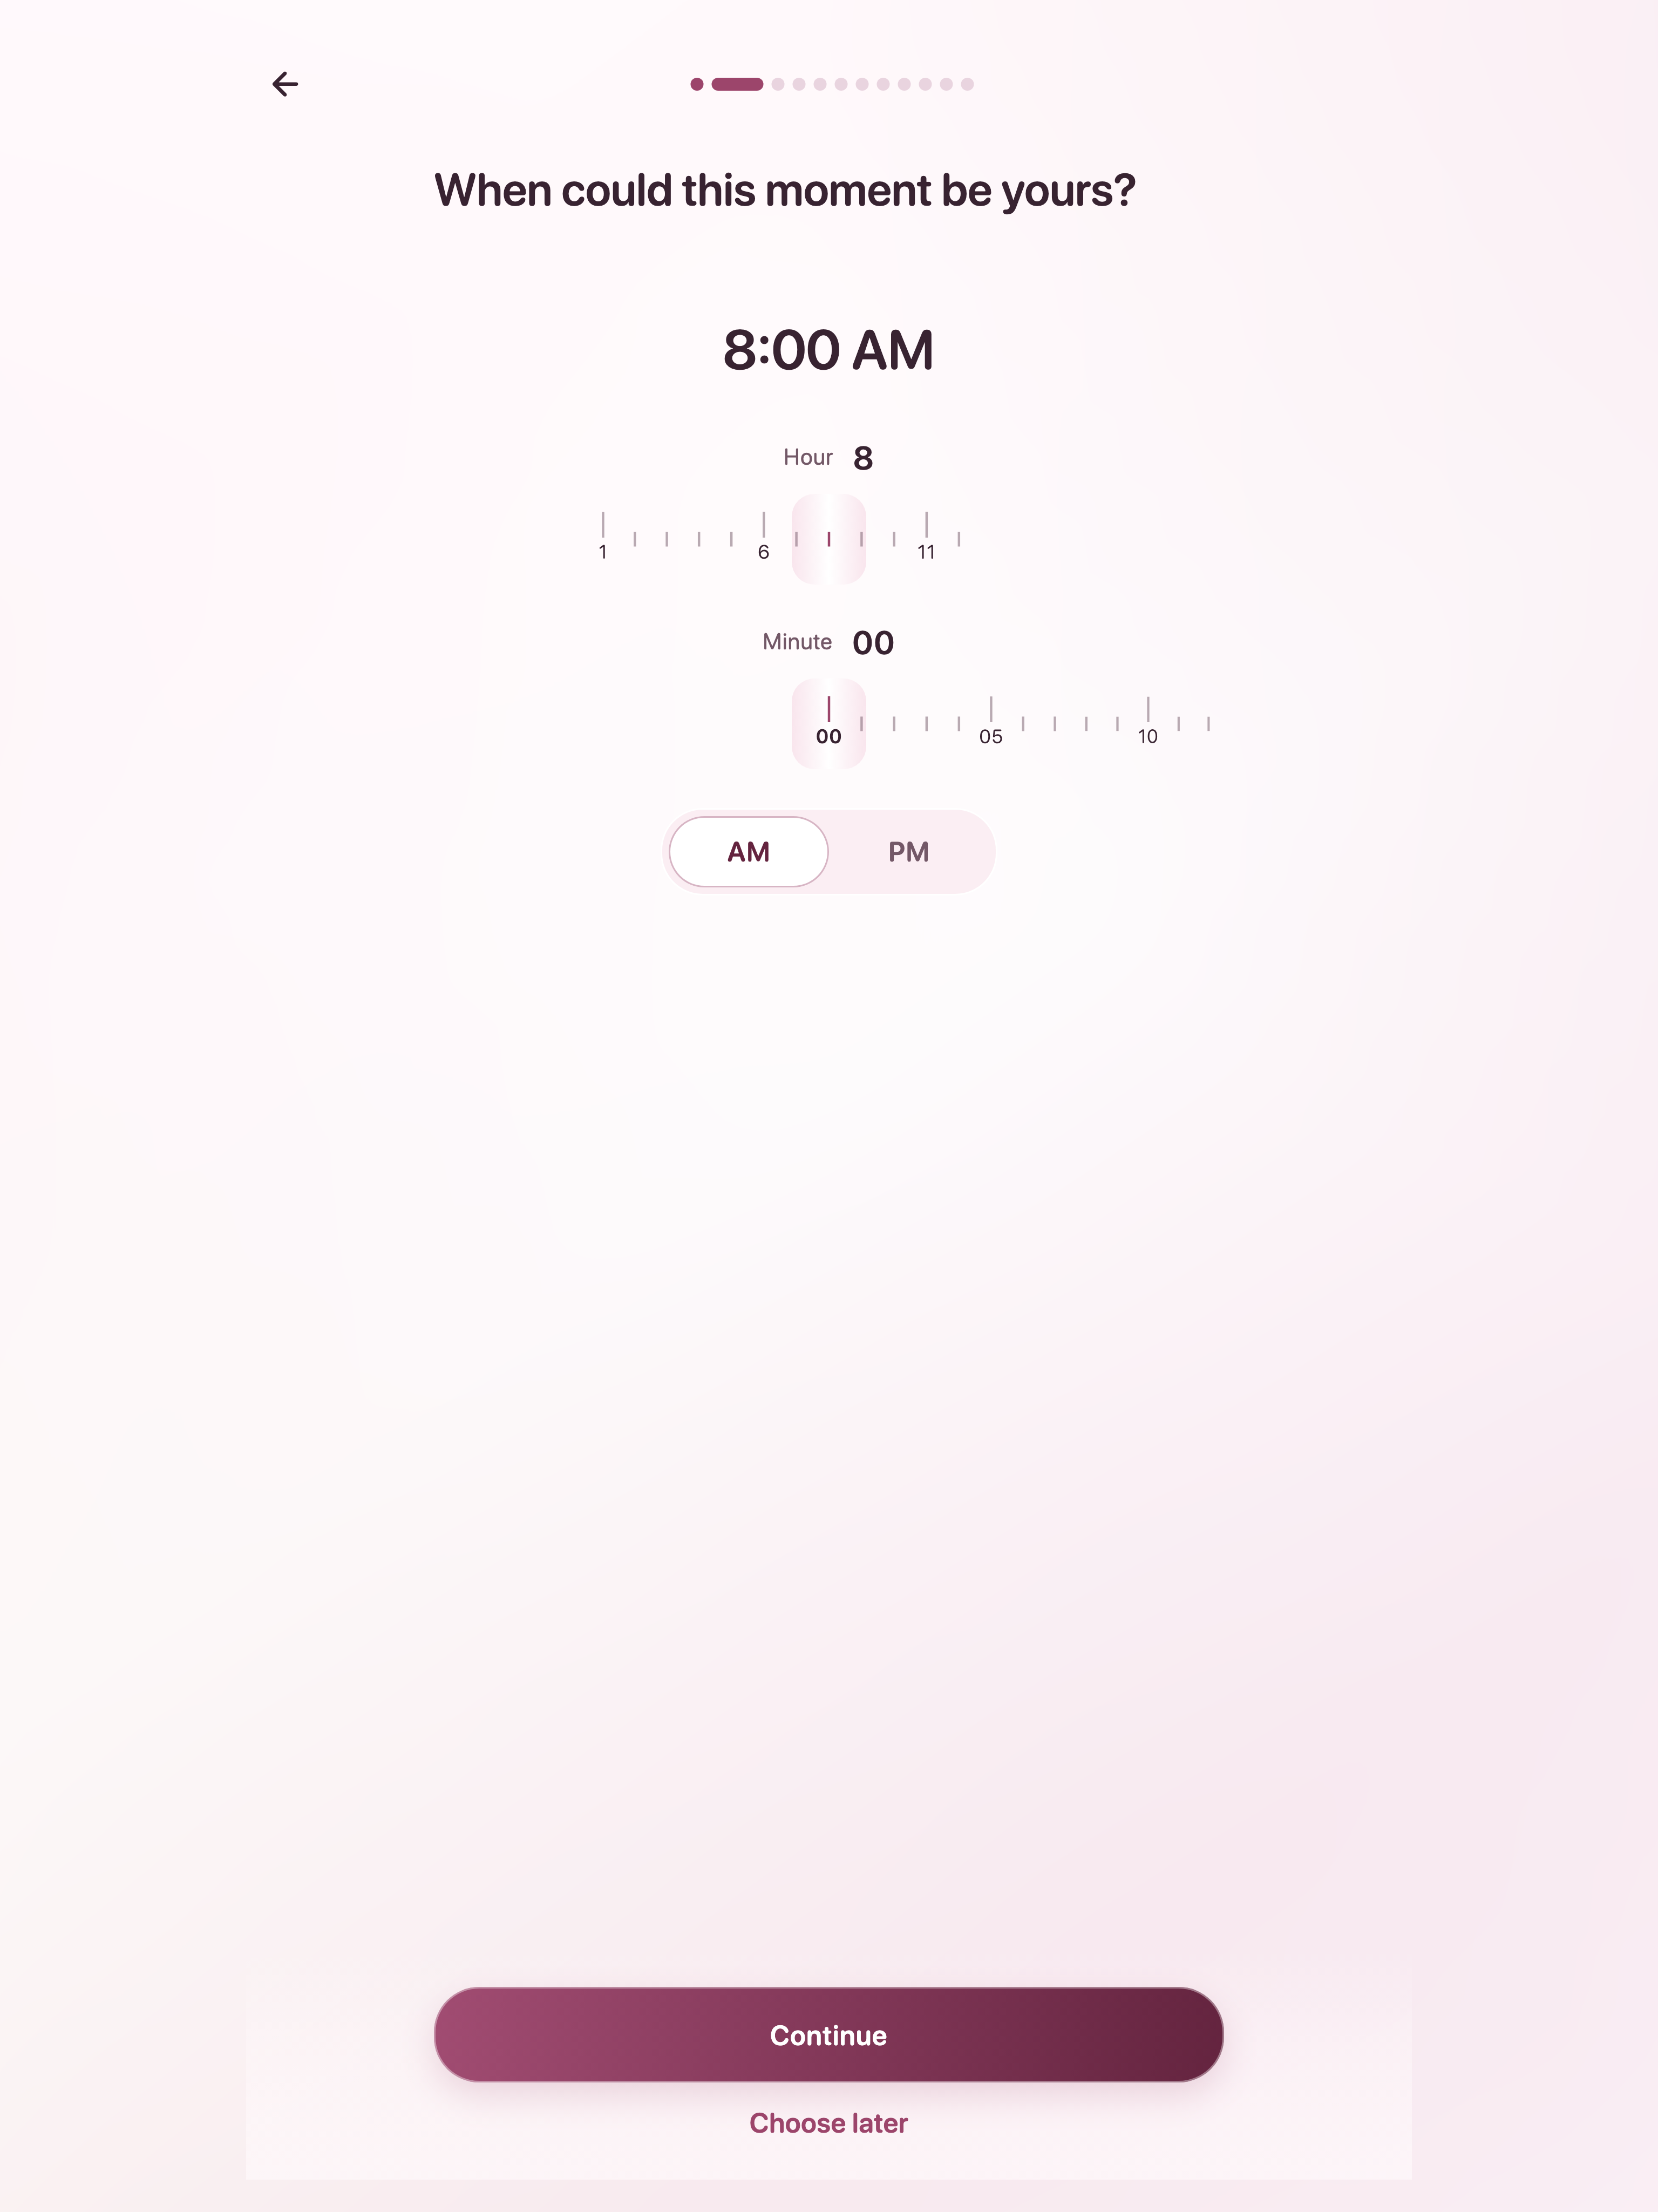 When could this moment be yours?
8:00 AM
Hour 8
1 6 11
Minute 00
00 05 10
AM PM
Continue
Choose later